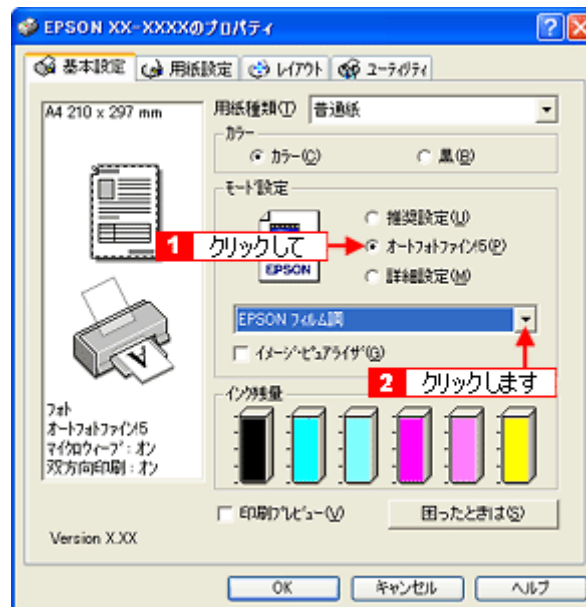 EPSON XX-XXXXのプロパティ
基本設定 用紙設定 レイアウト ユーティリティ
A4 210 x 297 mm
用紙種類(T) 普通紙
カラー
カラー(C) 黒(B)
モード設定
推奨設定(U)
1 クリックして
オートフォトファイン!5(P)
EPSON
詳細設定(M)
EPSON フィルム調
イメージ・ピュアライザ(G)
2 クリックします
インク残量
フォト
オートフォトファイン!5
マイクロウィーブ：オン
双方向印刷：オン
印刷プレビュー(V) 困ったときは(S)
Version X.XX
OK キャンセル ヘルプ